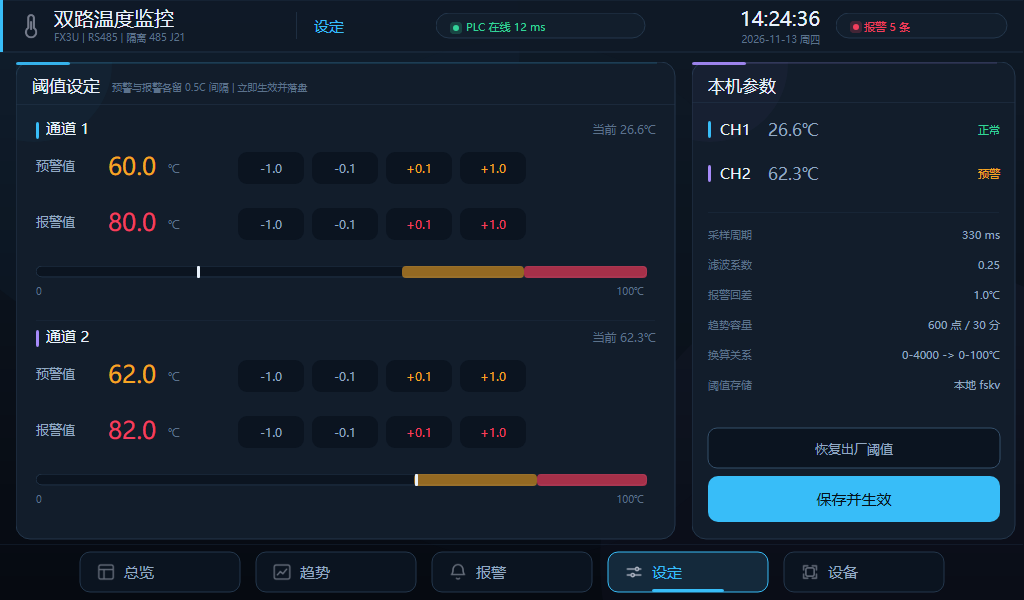 双路温度监控
FX3U | RS485 | 隔离 485 J21
设定
PLC 在线 12 ms
14:24:36
2026-11-13 周四
报警 5 条
阈值设定
预警与报警各留 0.5C 间隔 | 立即生效并落盘
通道 1
当前 26.6℃
预警值
60.0 ℃
-1.0
-0.1
+0.1
+1.0
报警值
80.0 ℃
-1.0
-0.1
+0.1
+1.0
0
100℃
通道 2
当前 62.3℃
预警值
62.0 ℃
-1.0
-0.1
+0.1
+1.0
报警值
82.0 ℃
-1.0
-0.1
+0.1
+1.0
0
100℃
本机参数
CH1 26.6℃ 正常
CH2 62.3℃ 预警
采样周期 330 ms
滤波系数 0.25
报警回差 1.0℃
趋势容量 600 点 / 30 分
换算关系 0-4000 -> 0-100℃
阈值存储 本地 fskv
恢复出厂阈值
保存并生效
总览
趋势
报警
设定
设备